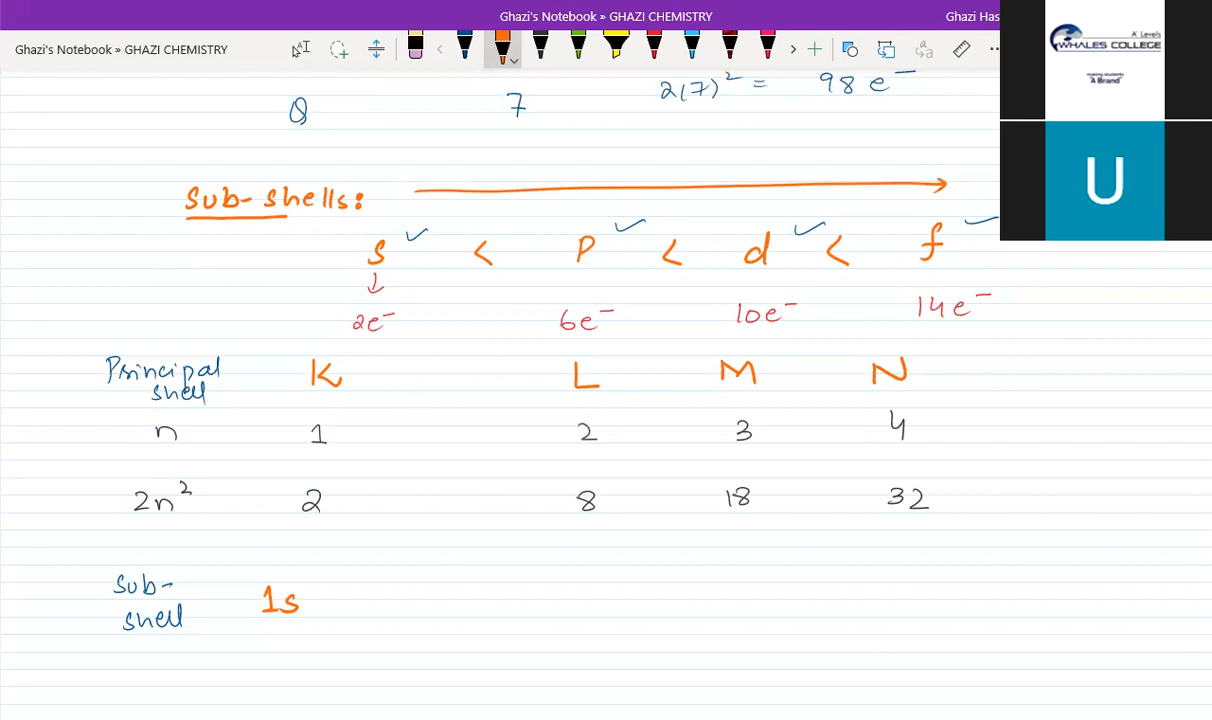 Ghazi's Notebook » GHAZI CHEMISTRY
Ghazi Has
Ghazi's Notebook » GHAZI CHEMISTRY
A' Levels
WHALES COLLEGE
making students
'A Brand'
2(7)² = 98 e⁻
Q 7
Sub-shells:
s < p < d < f
2e⁻ 6e⁻ 10e⁻ 14e⁻
Principal shell K L M N
n 1 2 3 4
2n² 2 8 18 32
Sub-shell 1s
U